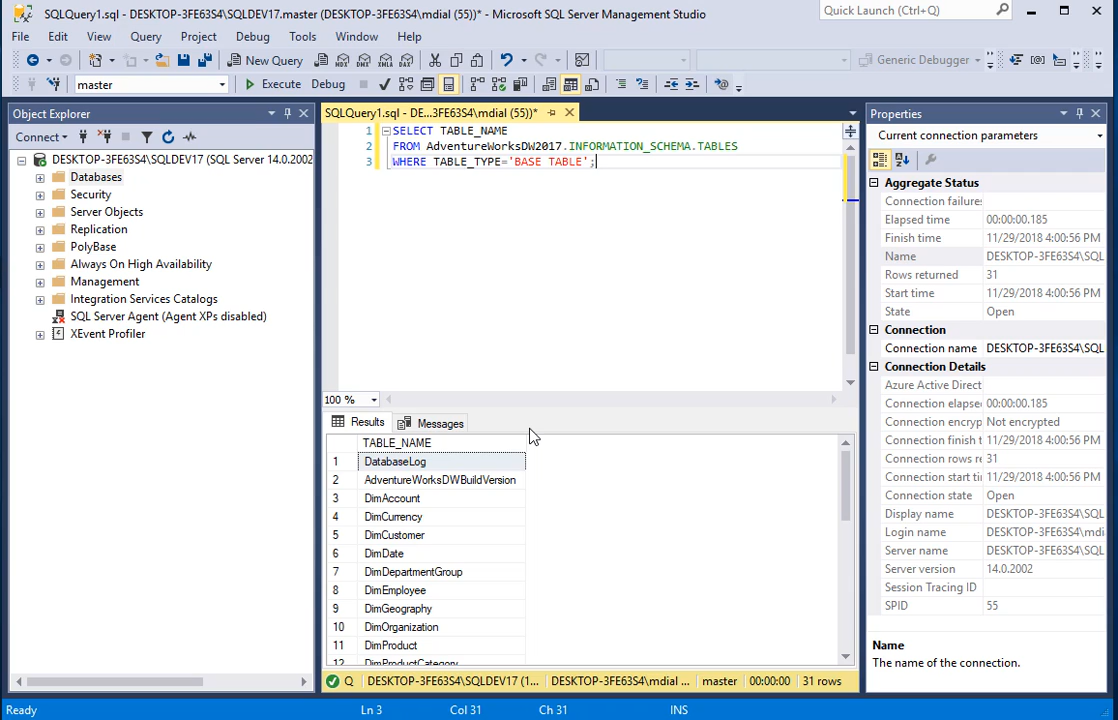 SQLQuery1.sql - DESKTOP-3FE63S4\SQLDEV17.master (DESKTOP-3FE63S4\mdial (55))* - Microsoft SQL Server Management Studio
Quick Launch (Ctrl+Q)
File Edit View Query Project Debug Tools Window Help
New Query
MDX DMX XMLA DAX
Generic Debugger
master
Execute Debug
Object Explorer
Connect
DESKTOP-3FE63S4\SQLDEV17 (SQL Server 14.0.2002
Databases
Security
Server Objects
Replication
PolyBase
Always On High Availability
Management
Integration Services Catalogs
SQL Server Agent (Agent XPs disabled)
XEvent Profiler
SQLQuery1.sql - DE...3FE63S4\mdial (55))*
1 SELECT TABLE_NAME
2 FROM AdventureWorksDW2017.INFORMATION_SCHEMA.TABLES
3 WHERE TABLE_TYPE='BASE TABLE';
100 %
Results Messages
TABLE_NAME
1 DatabaseLog
2 AdventureWorksDWBuildVersion
3 DimAccount
4 DimCurrency
5 DimCustomer
6 DimDate
7 DimDepartmentGroup
8 DimEmployee
9 DimGeography
10 DimOrganization
11 DimProduct
12 DimProductCategory
Q DESKTOP-3FE63S4\SQLDEV17 (1... DESKTOP-3FE63S4\mdial ... master 00:00:00 31 rows
Properties
Current connection parameters
Aggregate Status
Connection failures
Elapsed time 00:00:00.185
Finish time 11/29/2018 4:00:56 PM
Name DESKTOP-3FE63S4\SQL
Rows returned 31
Start time 11/29/2018 4:00:56 PM
State Open
Connection
Connection name DESKTOP-3FE63S4\SQL
Connection Details
Azure Active Direct
Connection elapse 00:00:00.185
Connection encryp Not encrypted
Connection finish t 11/29/2018 4:00:56 PM
Connection rows re 31
Connection start ti 11/29/2018 4:00:56 PM
Connection state Open
Display name DESKTOP-3FE63S4\SQL
Login name DESKTOP-3FE63S4\mdi
Server name DESKTOP-3FE63S4\SQL
Server version 14.0.2002
Session Tracing ID
SPID 55
Name
The name of the connection.
Ready Ln 3 Col 31 Ch 31 INS